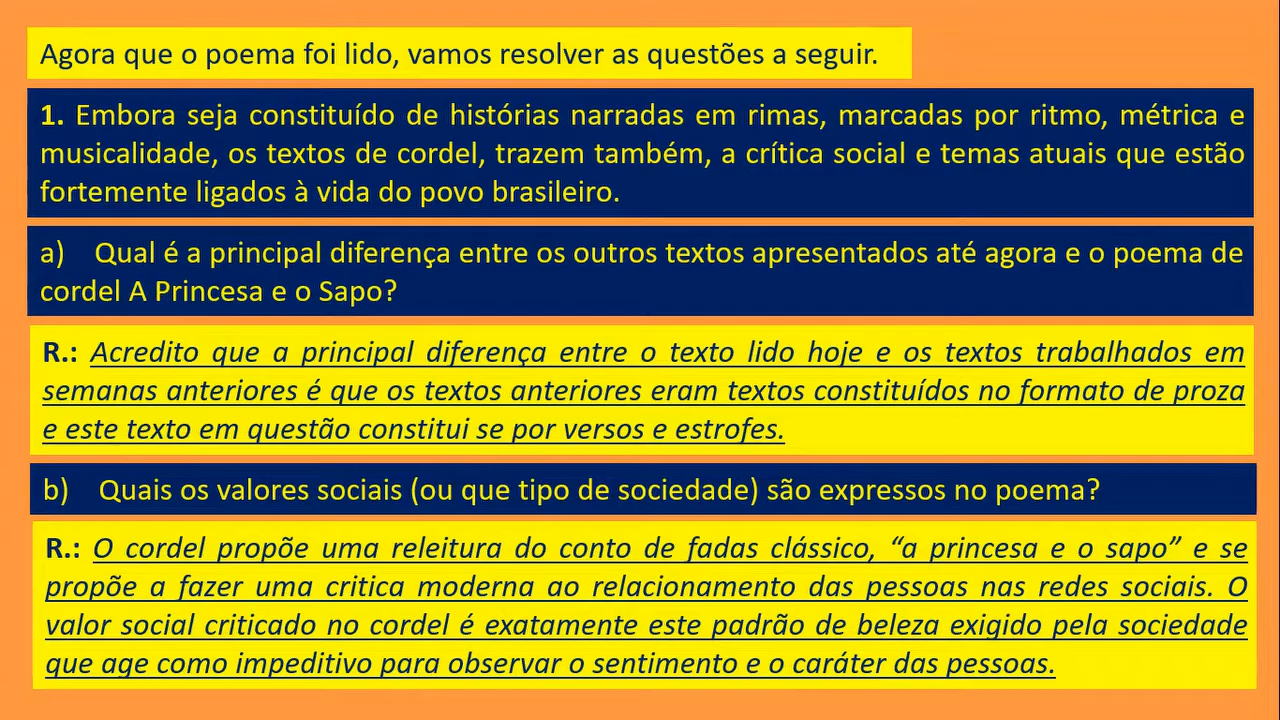 Agora que o poema foi lido, vamos resolver as questões a seguir.
1. Embora seja constituído de histórias narradas em rimas, marcadas por ritmo, métrica e
musicalidade, os textos de cordel, trazem também, a crítica social e temas atuais que estão
fortemente ligados à vida do povo brasileiro.
a) Qual é a principal diferença entre os outros textos apresentados até agora e o poema de
cordel A Princesa e o Sapo?
R.: Acredito que a principal diferença entre o texto lido hoje e os textos trabalhados em
semanas anteriores é que os textos anteriores eram textos constituídos no formato de proza
e este texto em questão constitui se por versos e estrofes.
b) Quais os valores sociais (ou que tipo de sociedade) são expressos no poema?
R.: O cordel propõe uma releitura do conto de fadas clássico, “a princesa e o sapo” e se
propõe a fazer uma critica moderna ao relacionamento das pessoas nas redes sociais. O
valor social criticado no cordel é exatamente este padrão de beleza exigido pela sociedade
que age como impeditivo para observar o sentimento e o caráter das pessoas.